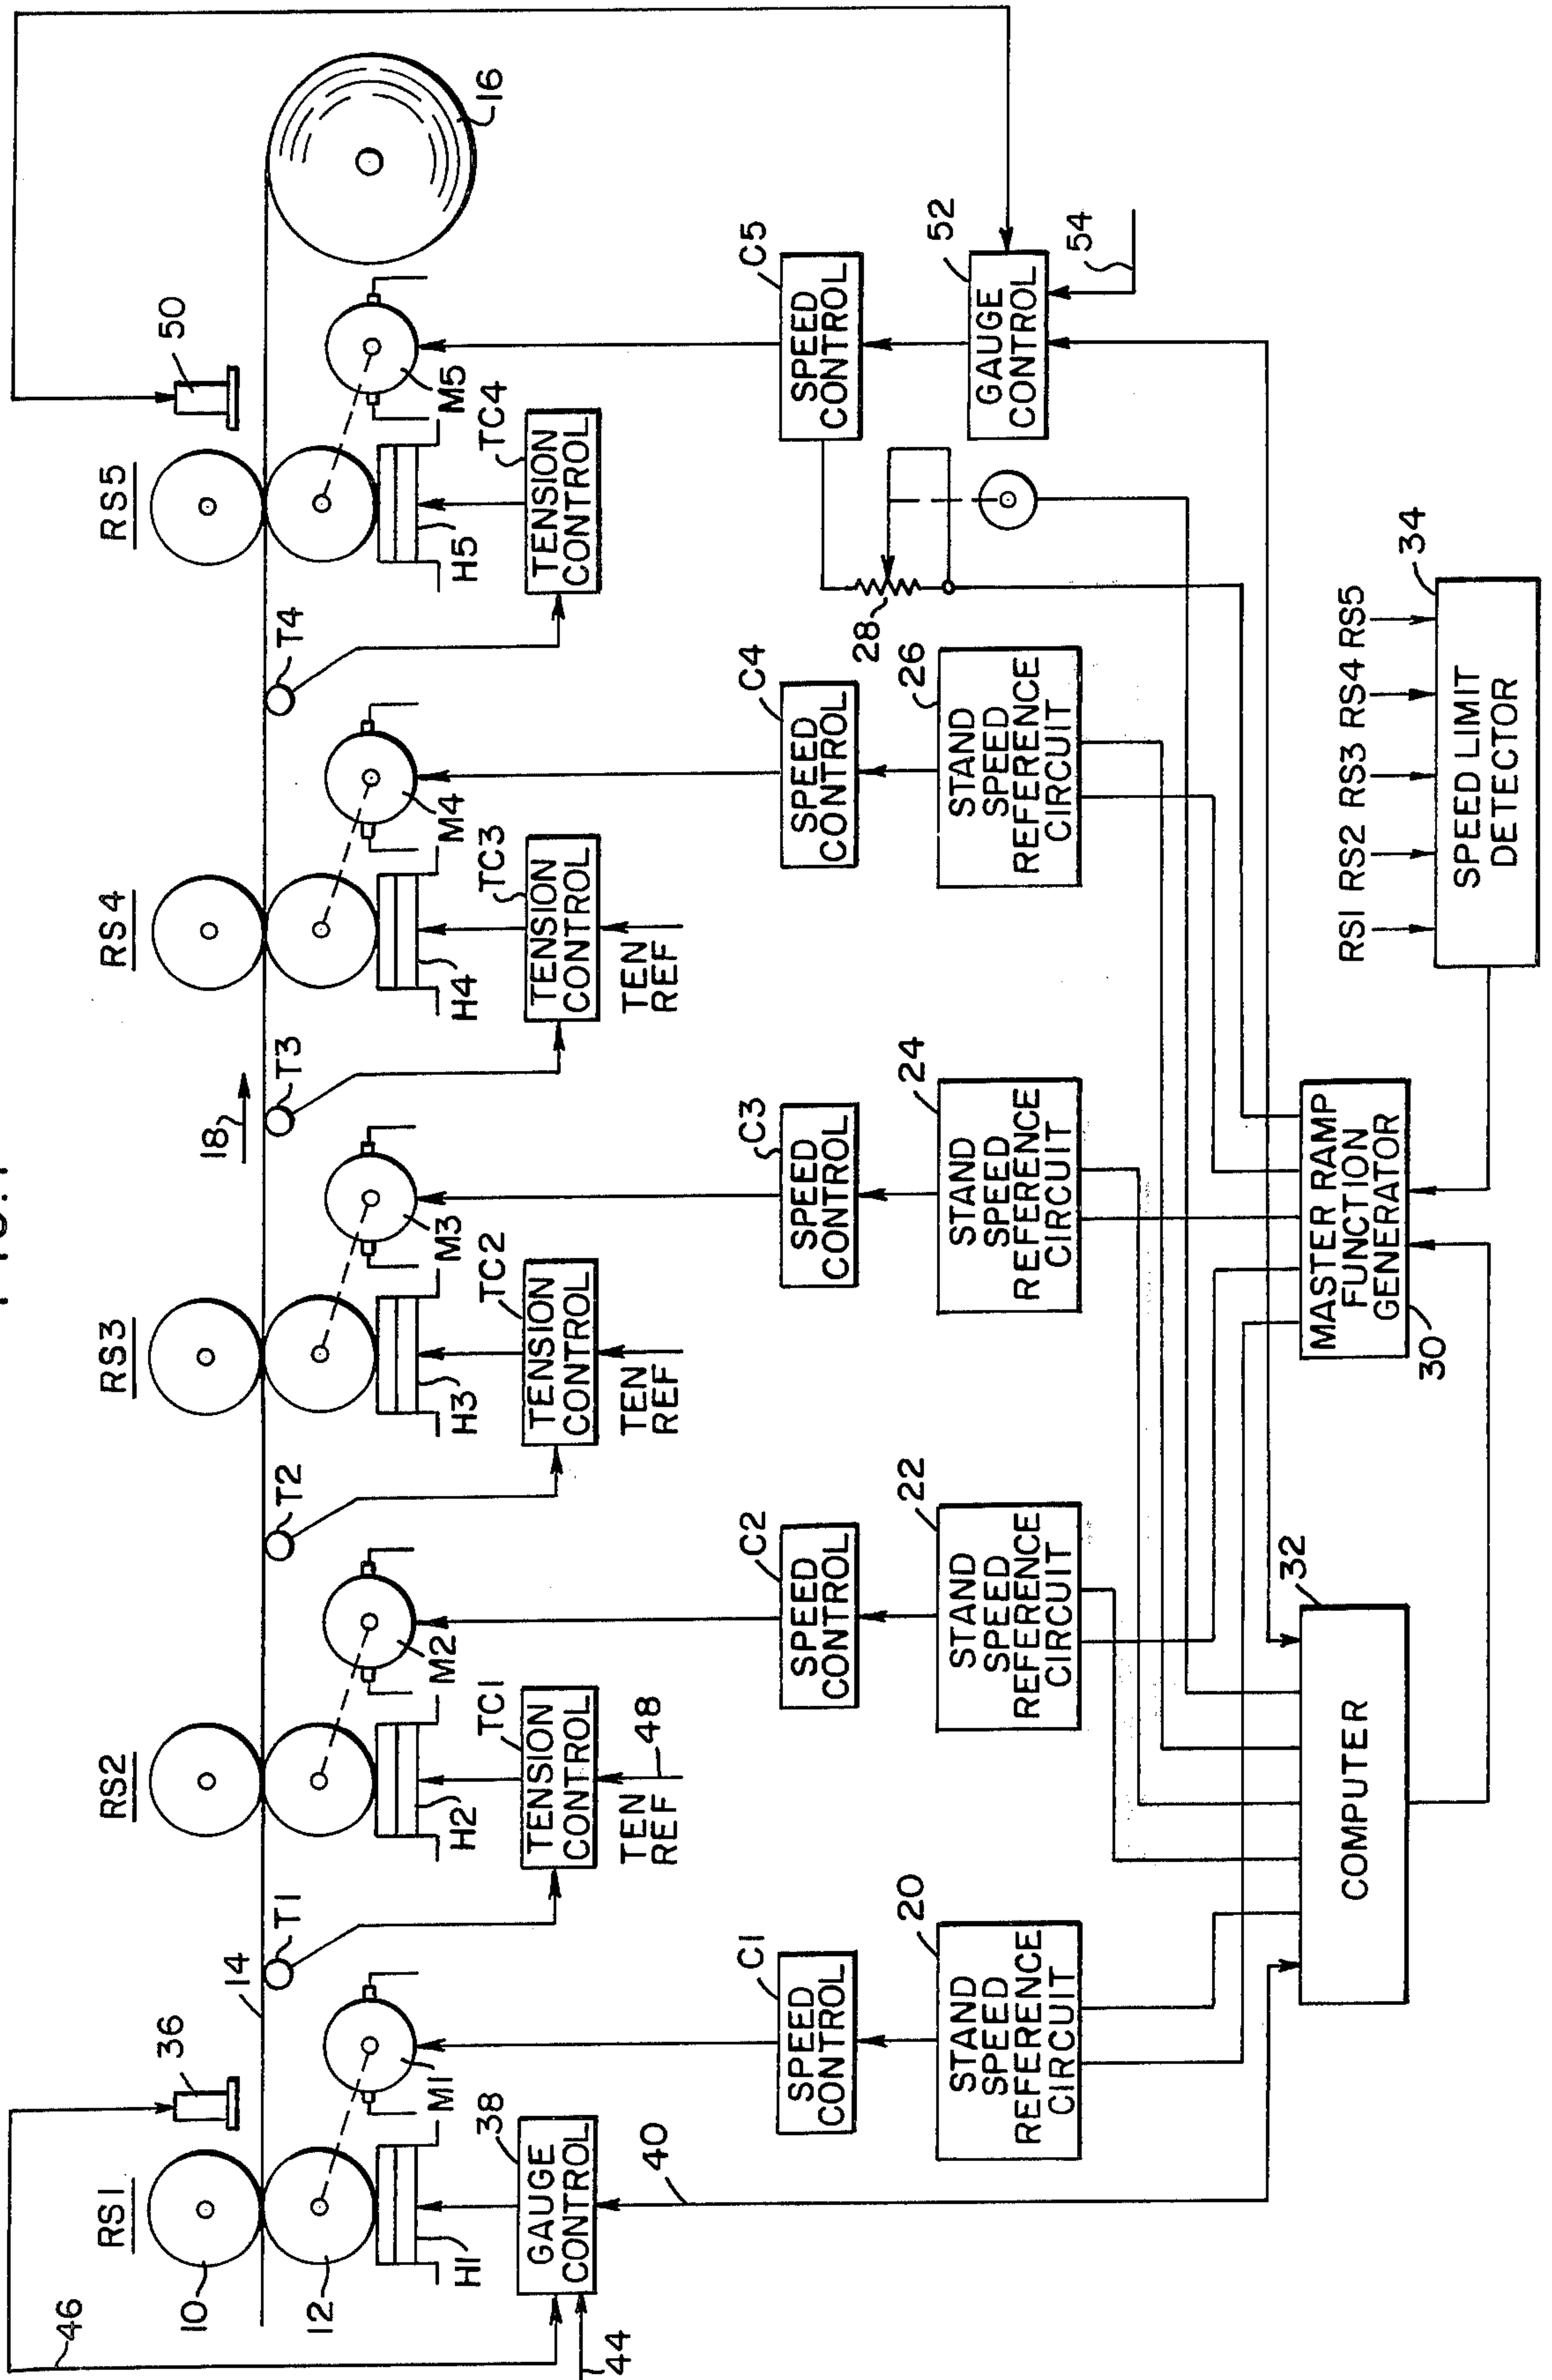 FIG. 1
RS1
RS2
RS3
RS4
RS5
46
36
14
T1
T2
18
T3
T4
50
10
12
16
H1
M1
H2
M2
H3
M3
H4
M4
H5
M5
38
GAUGE
CONTROL
TC1
TENSION
CONTROL
TC2
TENSION
CONTROL
TC3
TENSION
CONTROL
TC4
TENSION
CONTROL
44
40
TEN
REF
48
TEN
REF
TEN
REF
C1
SPEED
CONTROL
C2
SPEED
CONTROL
C3
SPEED
CONTROL
C4
SPEED
CONTROL
C5
SPEED
CONTROL
20
STAND
SPEED
REFERENCE
CIRCUIT
22
STAND
SPEED
REFERENCE
CIRCUIT
24
STAND
SPEED
REFERENCE
CIRCUIT
26
STAND
SPEED
REFERENCE
CIRCUIT
28
52
GAUGE
CONTROL
54
32
COMPUTER
30
MASTER RAMP
FUNCTION
GENERATOR
RS1 RS2 RS3 RS4 RS5
34
SPEED LIMIT
DETECTOR